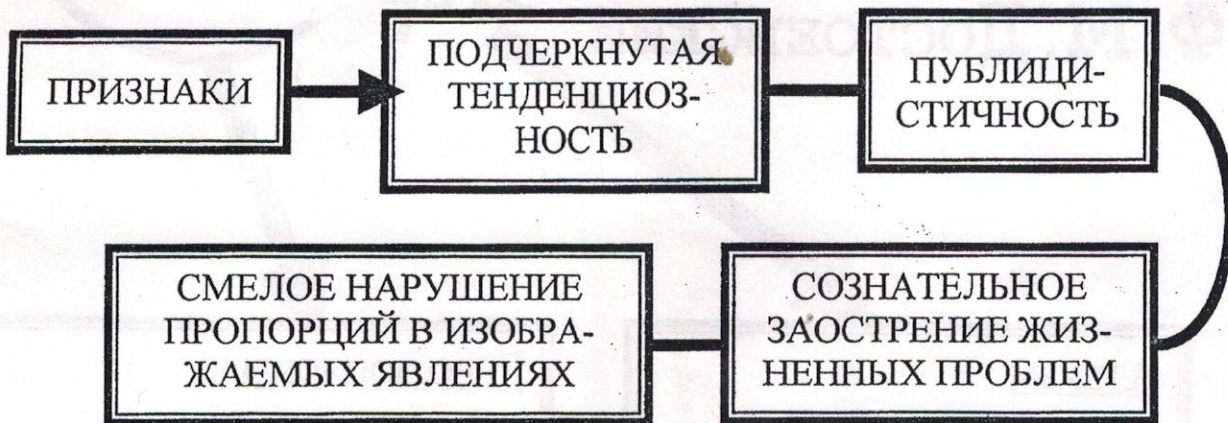 ПРИЗНАКИ
ПОДЧЕРКНУТАЯ
ТЕНДЕНЦИОЗ-
НОСТЬ
ПУБЛИЦИ-
СТИЧНОСТЬ
СОЗНАТЕЛЬНОЕ
ЗАОСТРЕНИЕ ЖИЗ-
НЕННЫХ ПРОБЛЕМ
СМЕЛОЕ НАРУШЕНИЕ
ПРОПОРЦИЙ В ИЗОБРА-
ЖАЕМЫХ ЯВЛЕНИЯХ